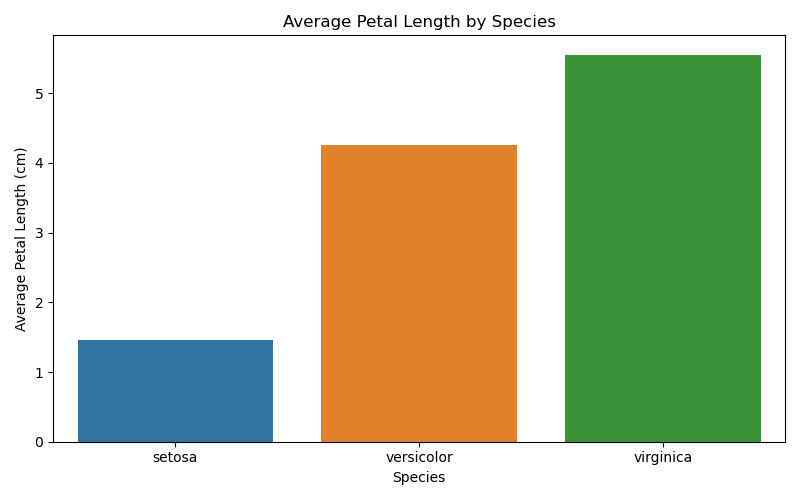 Average Petal Length by Species
Average Petal Length (cm)
5
4
3
2
1
0
setosa versicolor virginica
Species